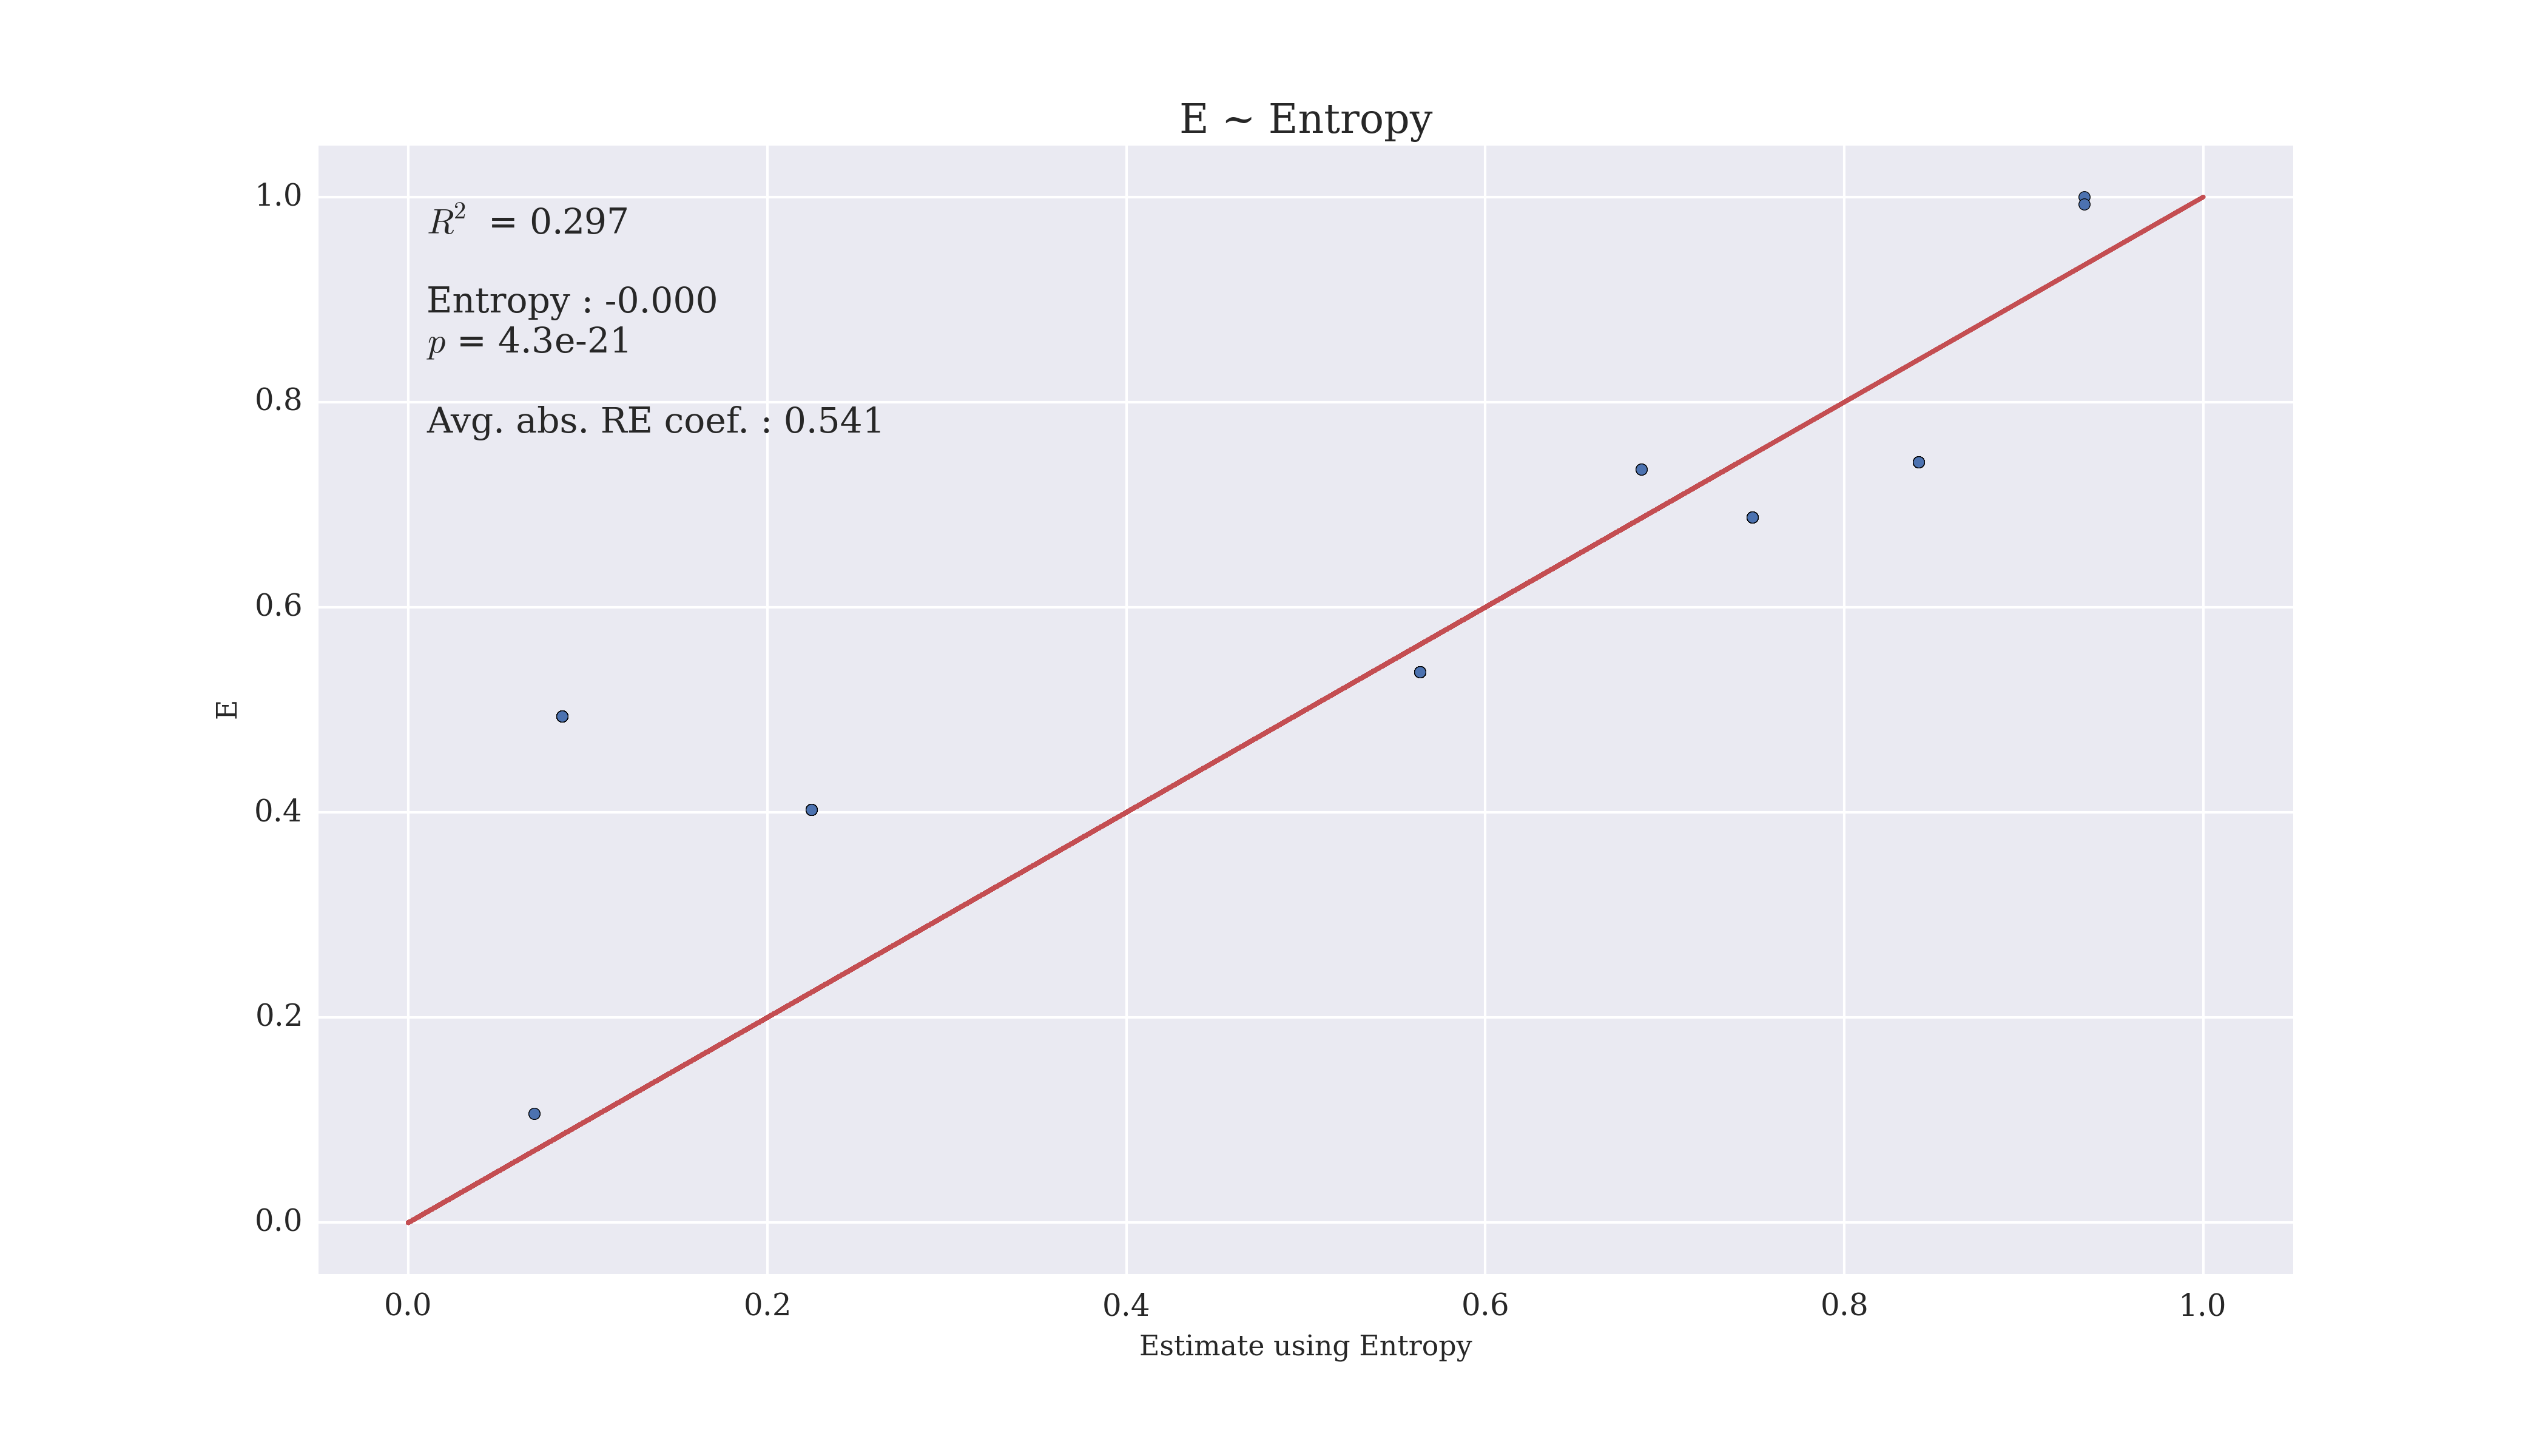 E ~ Entropy
R² = 0.297
Entropy : -0.000
p = 4.3e-21
Avg. abs. RE coef. : 0.541
1.0
0.8
0.6
0.4
0.2
0.0
E
0.0 0.2 0.4 0.6 0.8 1.0
Estimate using Entropy